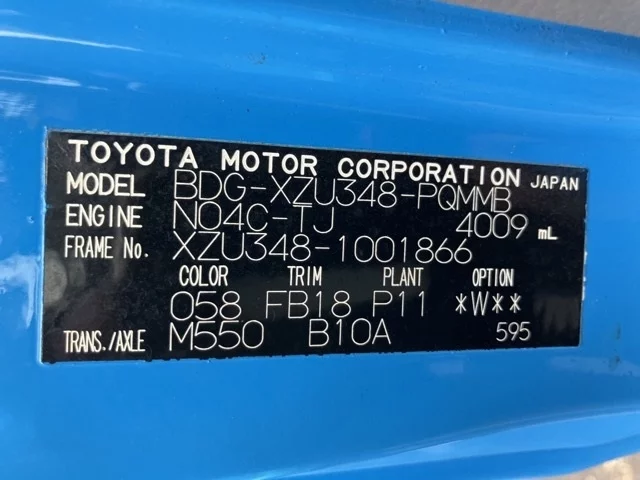 TOYOTA MOTOR CORPORATION JAPAN
MODEL BDG-XZU348-PQMMB
ENGINE N04C-TJ 4009 mL
FRAME No. XZU348-1001866
COLOR TRIM PLANT OPTION
058 FB18 P11 *W**
TRANS./AXLE M550 B10A 595